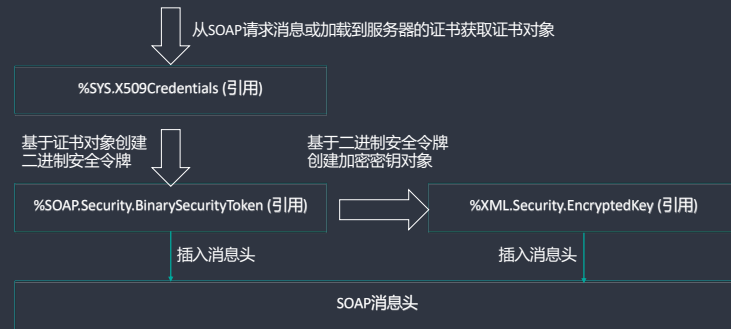 从SOAP请求消息或加载到服务器的证书获取证书对象
%SYS.X509Credentials (引用)
基于证书对象创建
二进制安全令牌
基于二进制安全令牌
创建加密密钥对象
%SOAP.Security.BinarySecurityToken (引用)
%XML.Security.EncryptedKey (引用)
插入消息头
插入消息头
SOAP消息头